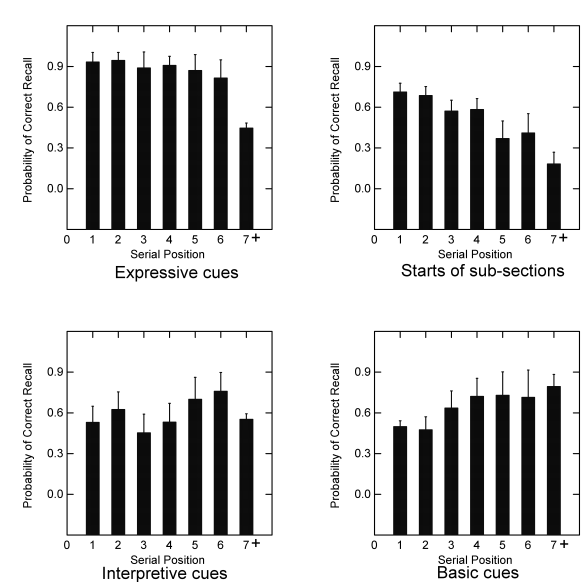 Probability of Correct Recall
0.9
0.6
0.3
0.0
0 1 2 3 4 5 6 7+
Serial Position
Expressive cues
Probability of Correct Recall
0.9
0.6
0.3
0.0
0 1 2 3 4 5 6 7+
Serial Position
Starts of sub-sections
Probability of Correct Recall
0.9
0.6
0.3
0.0
0 1 2 3 4 5 6 7+
Serial Position
Interpretive cues
Probability of Correct Recall
0.9
0.6
0.3
0.0
0 1 2 3 4 5 6 7+
Serial Position
Basic cues